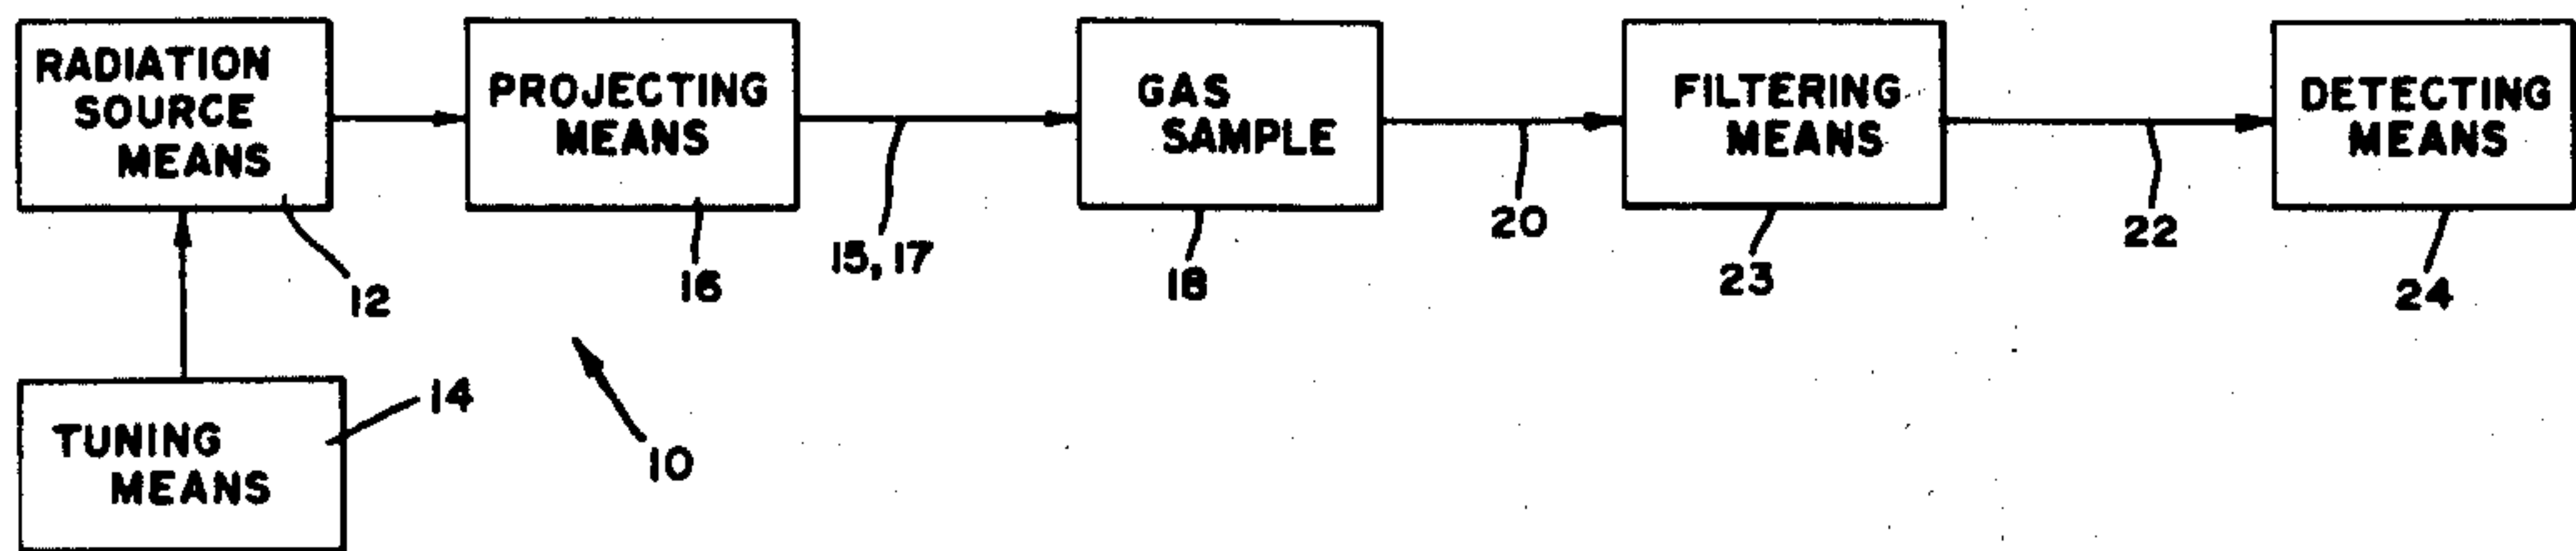 RADIATION
SOURCE
MEANS
PROJECTING
MEANS
GAS
SAMPLE
FILTERING
MEANS
DETECTING
MEANS
12
16
15, 17
18
20
23
22
24
TUNING
MEANS
14
10